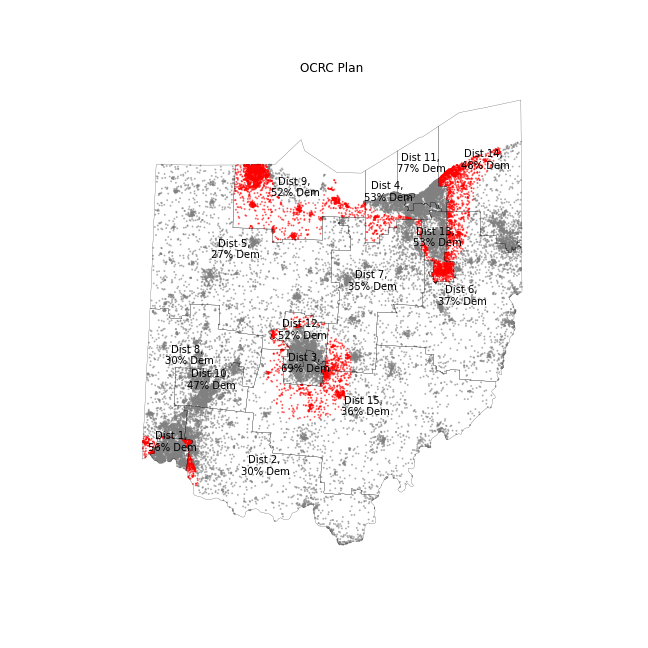 OCRC Plan
Dist 11,
77% Dem
Dist 14,
46% Dem
Dist 9,
52% Dem
Dist 4,
53% Dem
Dist 13,
53% Dem
Dist 5,
27% Dem
Dist 7,
35% Dem
Dist 6,
37% Dem
Dist 12,
52% Dem
Dist 8,
30% Dem
Dist 3,
69% Dem
Dist 10,
47% Dem
Dist 15,
36% Dem
Dist 1,
56% Dem
Dist 2,
30% Dem